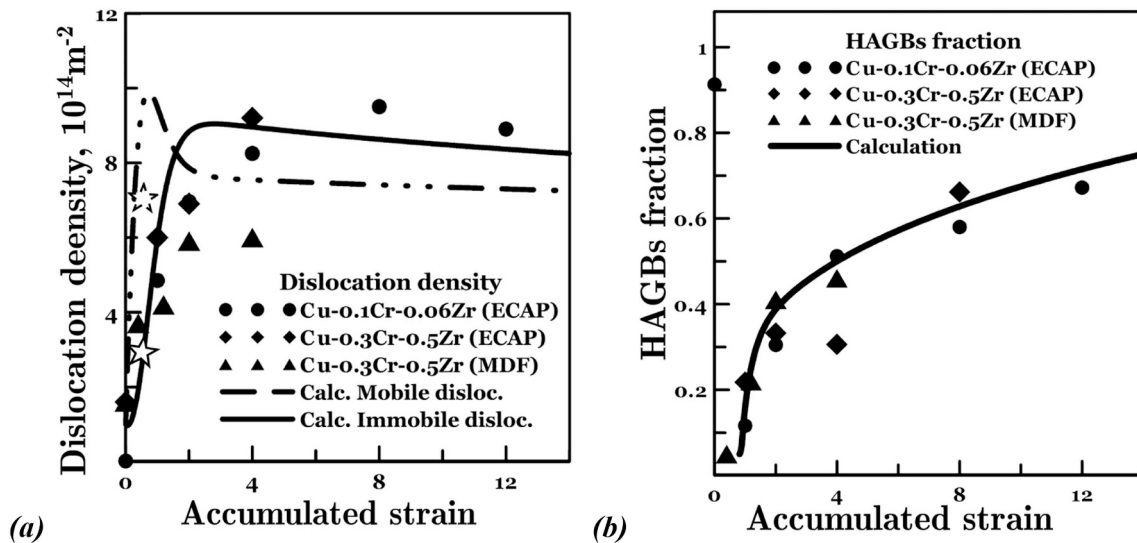 12
Dislocation deensity, 10¹⁴m⁻²
8
4
Dislocation density
Cu-0.1Cr-0.06Zr (ECAP)
Cu-0.3Cr-0.5Zr (ECAP)
Cu-0.3Cr-0.5Zr (MDF)
Calc. Mobile disloc.
Calc. Immobile disloc.
0 4 8 12
Accumulated strain
(a)
1
0.8
0.6
0.4
0.2
HAGBs fraction
HAGBs fraction
Cu-0.1Cr-0.06Zr (ECAP)
Cu-0.3Cr-0.5Zr (ECAP)
Cu-0.3Cr-0.5Zr (MDF)
Calculation
0 4 8 12
Accumulated strain
(b)